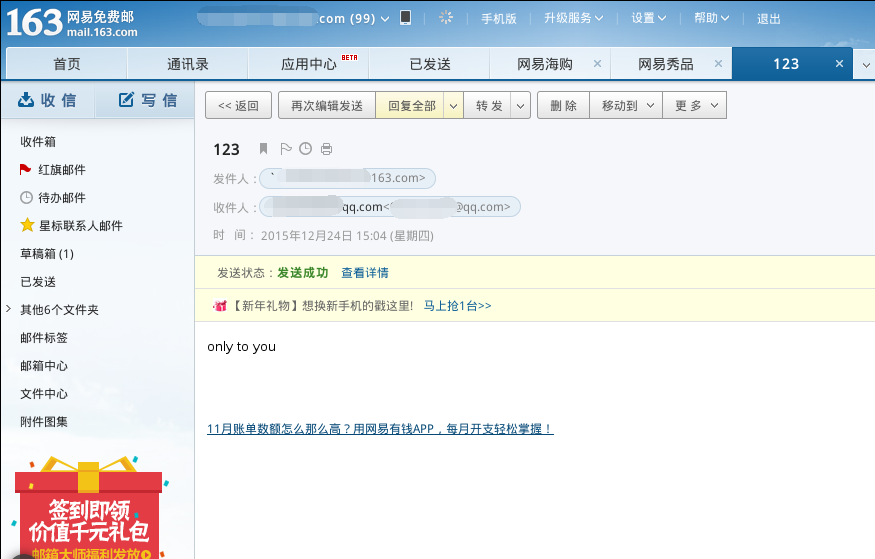 163 网易免费邮 mail.163.com
.com (99) 手机版 升级服务 设置 帮助 退出
首页 通讯录 应用中心 BETA 已发送 网易海购 × 网易秀品 × 123 ×
收 信 写 信
<< 返回 再次编辑发送 回复全部 转 发 删 除 移动到 更 多
收件箱
红旗邮件
待办邮件
星标联系人邮件
草稿箱 (1)
已发送
其他6个文件夹
邮件标签
邮箱中心
文件中心
附件图集
签到即领
价值千元礼包
邮箱大师福利发放
123
发件人： 163.com>
收件人： qq.com< @qq.com>
时 间： 2015年12月24日 15:04 (星期四)
发送状态：发送成功 查看详情
【新年礼物】想换新手机的戳这里! 马上抢1台>>
only to you
11月账单数额怎么那么高？用网易有钱APP，每月开支轻松掌握！